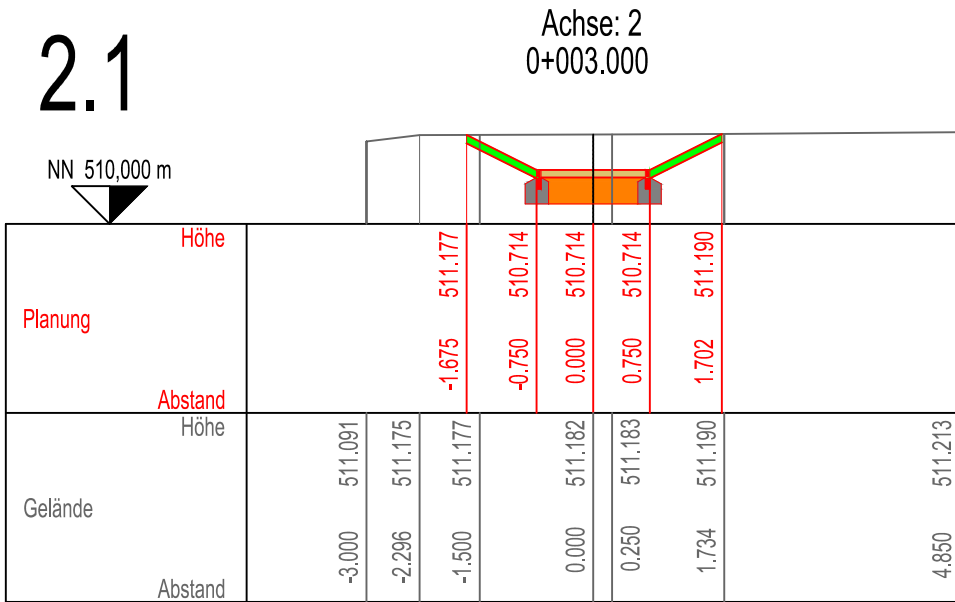 2.1
Achse: 2
0+003.000
NN 510,000 m
Höhe
511.177 510.714 510.714 510.714 511.190
Planung
-1.675 -0.750 0.000 0.750 1.702
Abstand
Höhe
511.091 511.175 511.177 511.182 511.183 511.190 511.213
Gelände
-3.000 -2.296 -1.500 0.000 0.250 1.734 4.850
Abstand